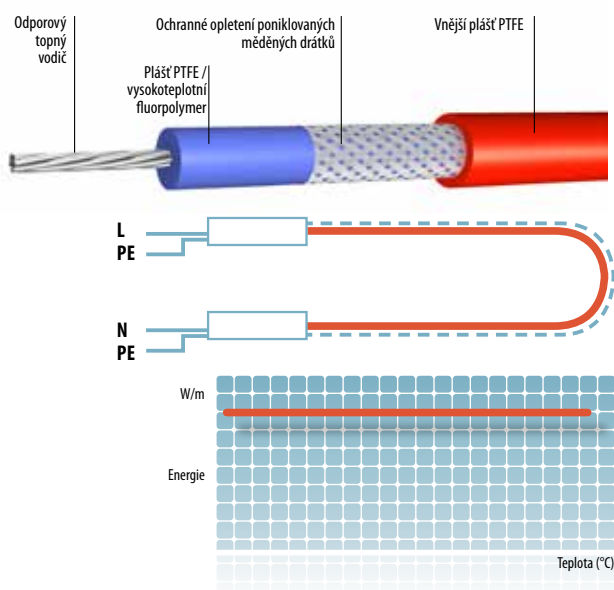 Odporový
topný
vodič
Plášť PTFE /
vysokoteplotní
fluorpolymer
Ochranné opletení poniklovaných
měděných drátků
Vnější plášť PTFE
L
PE
N
PE
W/m
Energie
Teplota (°C)